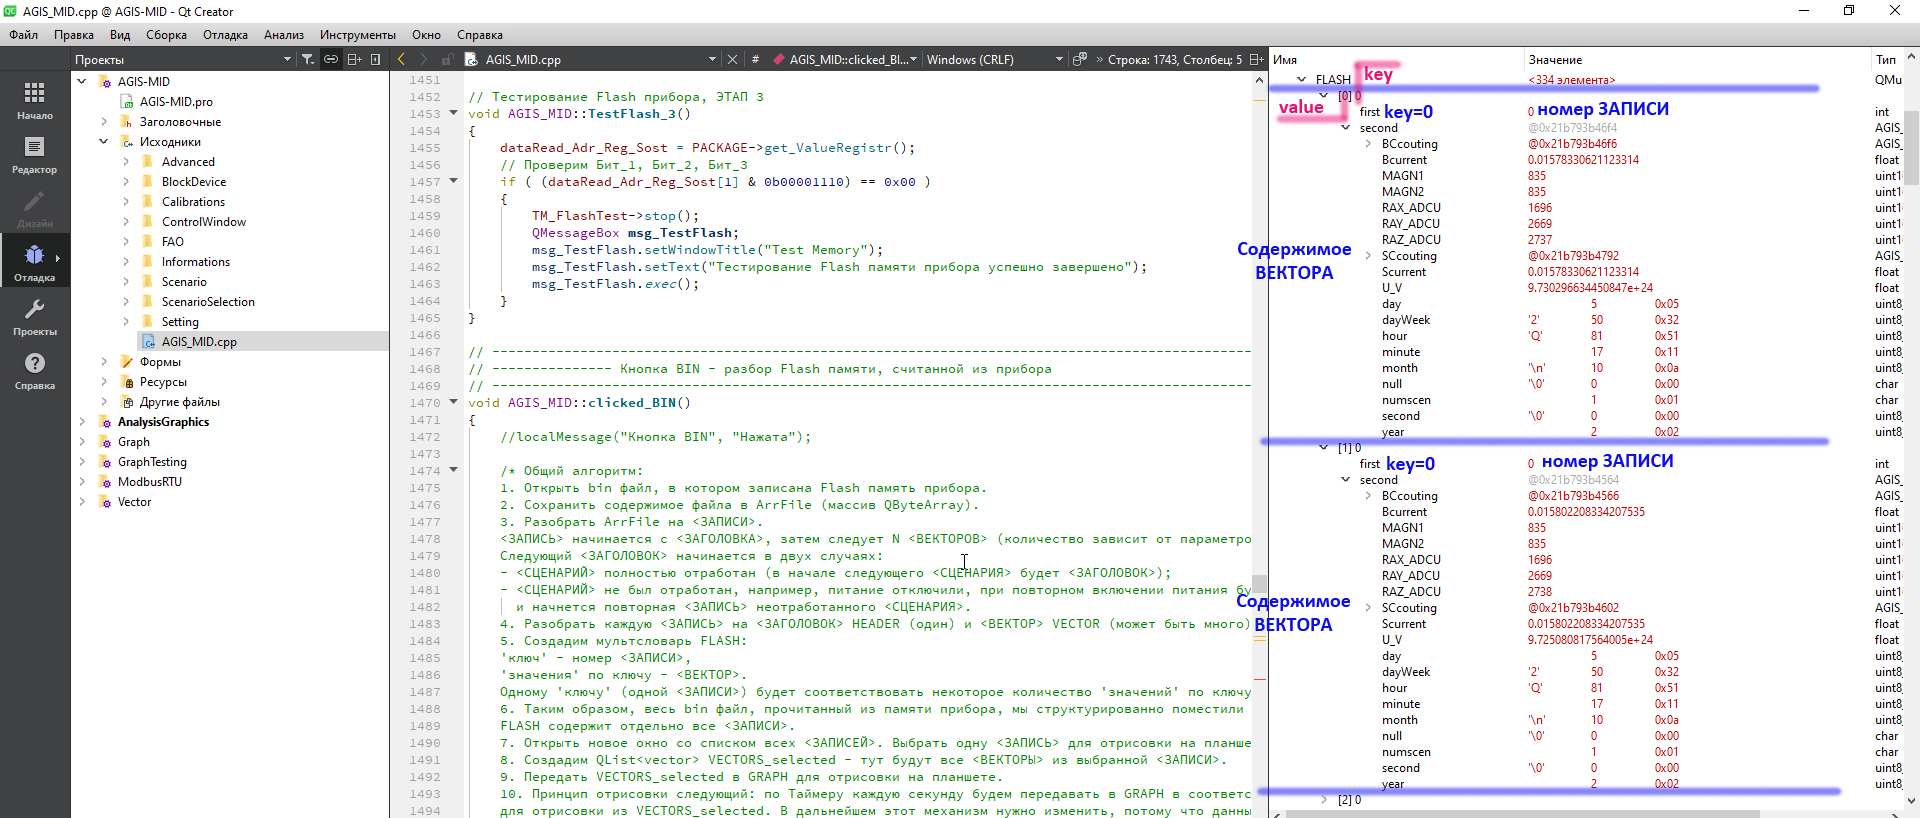 AGIS_MID.cpp @ AGIS-MID - Qt Creator
Файл Правка Вид Сборка Отладка Анализ Инструменты Окно Справка
Проекты
AGIS_MID.cpp
# AGIS_MID::clicked_BI...
Windows (CRLF)
» Строка: 1743, Столбец: 5
Начало
Редактор
Дизайн
Отладка
Проекты
Справка
AGIS-MID
AGIS-MID.pro
Заголовочные
Исходники
Advanced
BlockDevice
Calibrations
ControlWindow
FAO
Informations
Scenario
ScenarioSelection
Setting
AGIS_MID.cpp
Формы
Ресурсы
Другие файлы
AnalysisGraphics
Graph
GraphTesting
ModbusRTU
Vector
1451
1452 // Тестирование Flash прибора, ЭТАП 3
1453 void AGIS_MID::TestFlash_3()
1454 {
1455 dataRead_Adr_Reg_Sost = PACKAGE->get_ValueRegistr();
1456 // Проверим Бит_1, Бит_2, Бит_3
1457 if ( (dataRead_Adr_Reg_Sost[1] & 0b00001110) == 0x00 )
1458 {
1459 TM_FlashTest->stop();
1460 QMessageBox msg_TestFlash;
1461 msg_TestFlash.setWindowTitle("Test Memory");
1462 msg_TestFlash.setText("Тестирование Flash памяти прибора успешно завершено");
1463 msg_TestFlash.exec();
1464 }
1465 }
1466
1467 // ------------------------------------------------------------------------------------------------
1468 // --------------- Кнопка BIN - разбор Flash памяти, считанной из прибора
1469 // ------------------------------------------------------------------------------------------------
1470 void AGIS_MID::clicked_BIN()
1471 {
1472 //localMessage("Кнопка BIN", "Нажата");
1473
1474 /* Общий алгоритм:
1475 1. Открыть bin файл, в котором записана Flash память прибора.
1476 2. Сохранить содержимое файла в ArrFile (массив QByteArray).
1477 3. Разобрать ArrFile на <ЗАПИСИ>.
1478 <ЗАПИСЬ> начинается с <ЗАГОЛОВКА>, затем следует N <ВЕКТОРОВ> (количество зависит от параметро
1479 Следующий <ЗАГОЛОВОК> начинается в двух случаях:
1480 - <СЦЕНАРИЙ> полностью отработан (в начале следующего <СЦЕНАРИЯ> будет <ЗАГОЛОВОК>);
1481 - <СЦЕНАРИЙ> не был отработан, например, питание отключили, при повторном включении питания бу
1482 и начнется повторная <ЗАПИСЬ> неотработанного <СЦЕНАРИЯ>.
1483 4. Разобрать каждую <ЗАПИСЬ> на <ЗАГОЛОВОК> HEADER (один) и <ВЕКТОР> VECTOR (может быть много)
1484 5. Создадим мультсловарь FLASH:
1485 'ключ' - номер <ЗАПИСИ>,
1486 'значения' по ключу - <ВЕКТОР>.
1487 Одному 'ключу' (одной <ЗАПИСИ>) будет соответствовать некоторое количество 'значений' по ключу
1488 6. Таким образом, весь bin файл, прочитанный из памяти прибора, мы структурированно поместили
1489 FLASH содержит отдельно все <ЗАПИСИ>.
1490 7. Открыть новое окно со списком всех <ЗАПИСЕЙ>. Выбрать одну <ЗАПИСЬ> для отрисовки на планше
1491 8. Создадим QList<vector> VECTORS_selected - тут будут все <ВЕКТОРЫ> из выбранной <ЗАПИСИ>.
1492 9. Передать VECTORS_selected в GRAPH для отрисовки на планшете.
1493 10. Принцип отрисовки следующий: по Таймеру каждую секунду будем передавать в GRAPH в соответс
1494 для отрисовки из VECTORS_selected. В дальнейшем этот механизм нужно изменить, потому что данны
Имя Значение Тип
FLASH <334 элемента> QMu
key
[0] 0
value
first key=0 0 номер ЗАПИСИ int
second @0x21b793b46f4 AGIS_
BCcouting @0x21b793b46f6 AGIS_
Bcurrent 0.01578330621123314 float
MAGN1 835 uint1
MAGN2 835 uint1
RAX_ADCU 1696 uint1
RAY_ADCU 2669 uint1
RAZ_ADCU 2737 uint1
Содержимое
ВЕКТОРА
SCcouting @0x21b793b4792 AGIS_
Scurrent 0.01578330621123314 float
U_V 9.730296634450847e+24 float
day 5 0x05 uint8_
dayWeek '2' 50 0x32 uint8_
hour 'Q' 81 0x51 uint8_
minute 17 0x11 uint8_
month '\n' 10 0x0a uint8_
null '\0' 0 0x00 char
numscen 1 0x01 char
second '\0' 0 0x00 uint8_
year 2 0x02 uint8_
[1] 0
first key=0 0 номер ЗАПИСИ int
second @0x21b793b4564 AGIS_
BCcouting @0x21b793b4566 AGIS_
Bcurrent 0.015802208334207535 float
MAGN1 835 uint1
MAGN2 835 uint1
RAX_ADCU 1696 uint1
RAY_ADCU 2669 uint1
RAZ_ADCU 2738 uint1
Содержимое
ВЕКТОРА
SCcouting @0x21b793b4602 AGIS_
Scurrent 0.015802208334207535 float
U_V 9.725080817564005e+24 float
day 5 0x05 uint8_
dayWeek '2' 50 0x32 uint8_
hour 'Q' 81 0x51 uint8_
minute 17 0x11 uint8_
month '\n' 10 0x0a uint8_
null '\0' 0 0x00 char
numscen 1 0x01 char
second '\0' 0 0x00 uint8_
year 2 0x02 uint8_
[2] 0